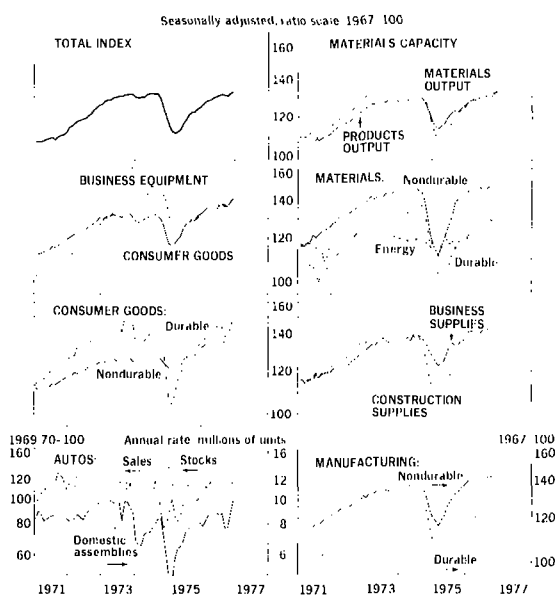 Seasonally adjusted, ratio scale 1967 100
TOTAL INDEX
160
140
120
100
MATERIALS CAPACITY
MATERIALS
OUTPUT
PRODUCTS
OUTPUT
BUSINESS EQUIPMENT
CONSUMER GOODS
160
140
120
100
MATERIALS.
Nondurable
Energy
Durable
CONSUMER GOODS:
Durable
Nondurable
160
140
120
100
BUSINESS
SUPPLIES
CONSTRUCTION
SUPPLIES
1969 70-100
Annual rate millions of units
1967 100
160
120
100
80
60
AUTOS
Sales
Stocks
Domestic
assemblies
16
12
10
8
6
MANUFACTURING:
Nondurable
Durable
160
140
120
100
1971 1973 1975 1977
1971 1973 1975 1977